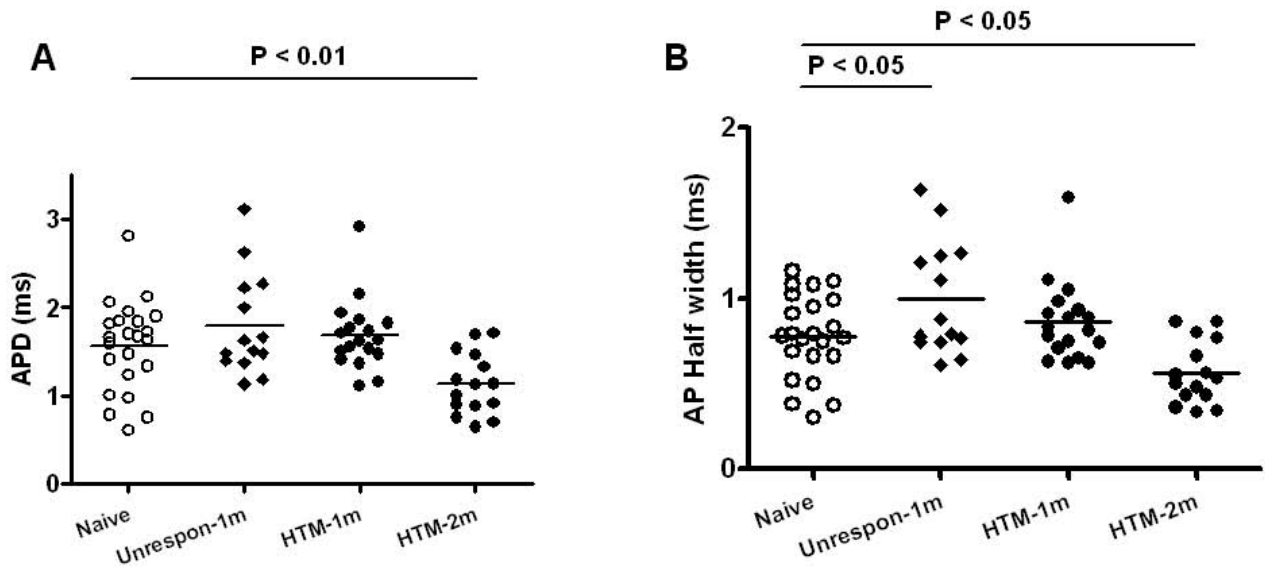 A
P < 0.01
APD (ms)
3
2
1
0
Naive
Unrespon-1m
HTM-1m
HTM-2m
B
P < 0.05
P < 0.05
AP Half width (ms)
2
1
0
Naive
Unrespon-1m
HTM-1m
HTM-2m